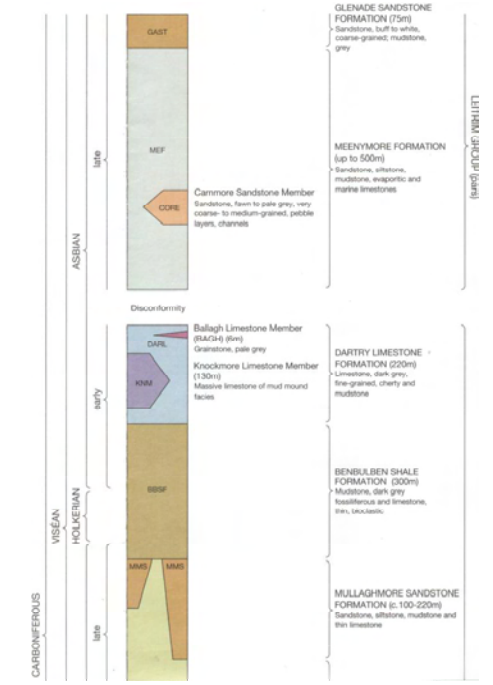 GLENADE SANDSTONE
FORMATION (75m)
Sandstone, buff to white,
coarse-grained; mudstone,
grey
GAST
late
MEF
MEENYMORE FORMATION
(up to 500m)
Sandstone, siltstone,
mudstone, evaporitic and
marine limestones
LEITRIM GROUP (pars)
CORE
Carnmore Sandstone Member
Sandstone, fawn to pale grey, very
coarse- to medium-grained, pebble
layers, channels
ASBIAN
Disconformity
DARL
Ballagh Limestone Member
(BAGH) (6m)
Grainstone, pale grey
KNM
Knockmore Limestone Member
(130m)
Massive limestone of mud mound
facies
DARTRY LIMESTONE
FORMATION (220m)
Limestone, dark grey,
fine-grained, cherty and
mudstone
early
BBSF
BENBULBEN SHALE
FORMATION (300m)
Mudstone, dark grey
fossiliferous and limestone,
thin, bioclastic
HOLKERIAN
VISÉAN
MMS
MMS
MULLAGHMORE SANDSTONE
FORMATION (c.100-220m)
Sandstone, siltstone, mudstone and
thin limestone
late
CARBONIFEROUS